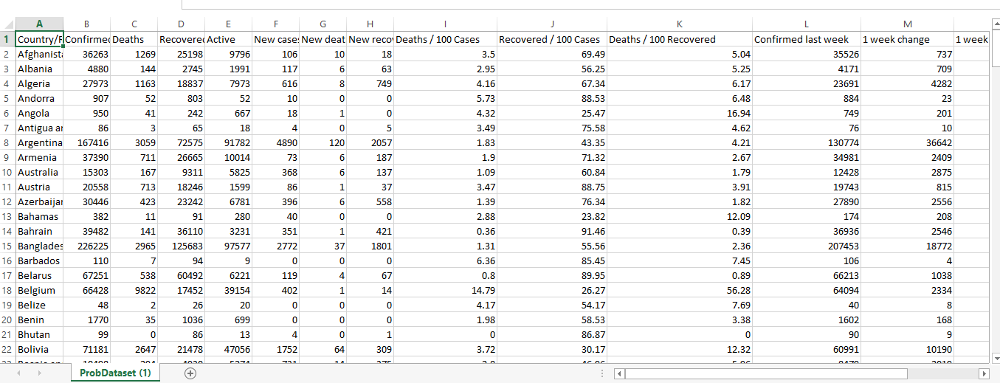 A B C D E F G H I J K L M
1 Country/R Confirmed Deaths Recovered Active New cases New deat New reco Deaths / 100 Cases Recovered / 100 Cases Deaths / 100 Recovered Confirmed last week 1 week change 1 week
2 Afghanista 36263 1269 25198 9796 106 10 18 3.5 69.49 5.04 35526 737
3 Albania 4880 144 2745 1991 117 6 63 2.95 56.25 5.25 4171 709
4 Algeria 27973 1163 18837 7973 616 8 749 4.16 67.34 6.17 23691 4282
5 Andorra 907 52 803 52 10 0 0 5.73 88.53 6.48 884 23
6 Angola 950 41 242 667 18 1 0 4.32 25.47 16.94 749 201
7 Antigua ar 86 3 65 18 4 0 5 3.49 75.58 4.62 76 10
8 Argentina 167416 3059 72575 91782 4890 120 2057 1.83 43.35 4.21 130774 36642
9 Armenia 37390 711 26665 10014 73 6 187 1.9 71.32 2.67 34981 2409
10 Australia 15303 167 9311 5825 368 6 137 1.09 60.84 1.79 12428 2875
11 Austria 20558 713 18246 1599 86 1 37 3.47 88.75 3.91 19743 815
12 Azerbaijar 30446 423 23242 6781 396 6 558 1.39 76.34 1.82 27890 2556
13 Bahamas 382 11 91 280 40 0 0 2.88 23.82 12.09 174 208
14 Bahrain 39482 141 36110 3231 351 1 421 0.36 91.46 0.39 36936 2546
15 Banglades 226225 2965 125683 97577 2772 37 1801 1.31 55.56 2.36 207453 18772
16 Barbados 110 7 94 9 0 0 0 6.36 85.45 7.45 106 4
17 Belarus 67251 538 60492 6221 119 4 67 0.8 89.95 0.89 66213 1038
18 Belgium 66428 9822 17452 39154 402 1 14 14.79 26.27 56.28 64094 2334
19 Belize 48 2 26 20 0 0 0 4.17 54.17 7.69 40 8
20 Benin 1770 35 1036 699 0 0 0 1.98 58.53 3.38 1602 168
21 Bhutan 99 0 86 13 4 0 1 0 86.87 0 90 9
22 Bolivia 71181 2647 21478 47056 1752 64 309 3.72 30.17 12.32 60991 10190
ProbDataset (1)